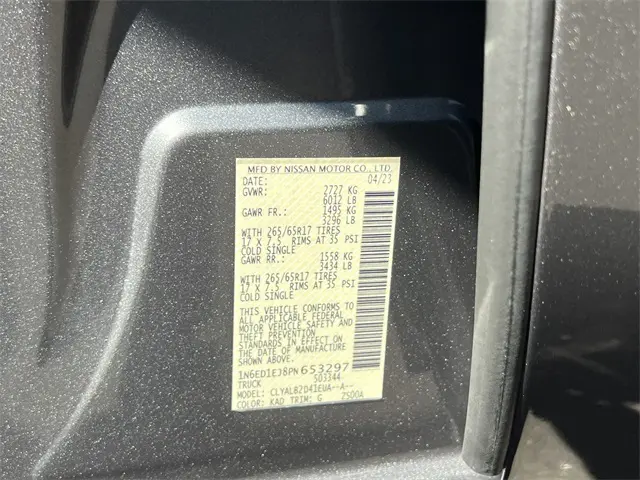 MFD BY NISSAN MOTOR CO., LTD.
DATE: 04/23
GVWR: 2727 KG
6012 LB
GAWR FR.: 1495 KG
3296 LB
WITH 265/65R17 TIRES
17 X 7.5 RIMS AT 35 PSI
COLD SINGLE
GAWR RR.: 1558 KG
3434 LB
WITH 265/65R17 TIRES
17 X 7.5 RIMS AT 35 PSI
COLD SINGLE
THIS VEHICLE CONFORMS TO
ALL APPLICABLE FEDERAL
MOTOR VEHICLE SAFETY AND
THEFT PREVENTION
STANDARDS IN EFFECT ON
THE DATE OF MANUFACTURE
SHOWN ABOVE.
1N6ED1EJ8PN653297
TRUCK 503344
MODEL: CLYALB2D41EUA--A--
COLOR: KAD TRIM: G 2500A